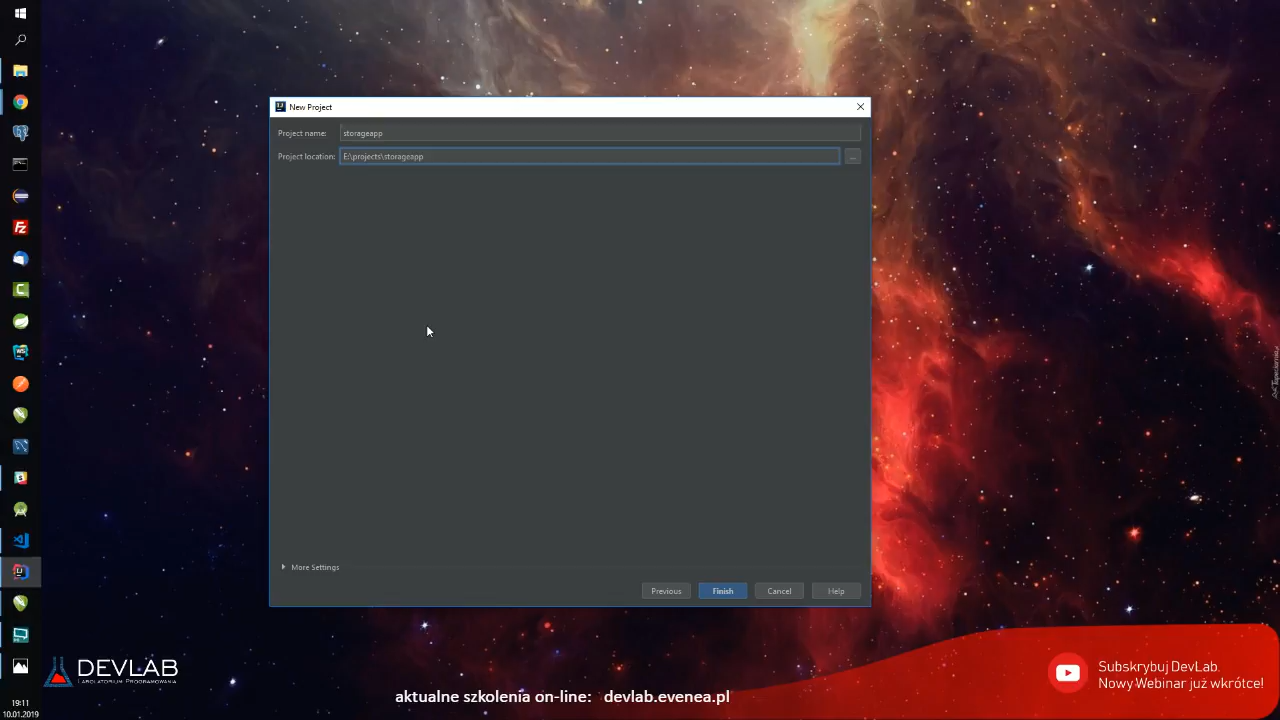 New Project
Project name: storageapp
Project location: E:\projects\storageapp
...
More Settings
Previous Finish Cancel Help
DEVLAB
LABORATORIUM PROGRAMOWANIA
aktualne szkolenia on-line: devlab.evenea.pl
Subskrybuj DevLab.
Nowy Webinar już wkrótce!
19:11
10.01.2019